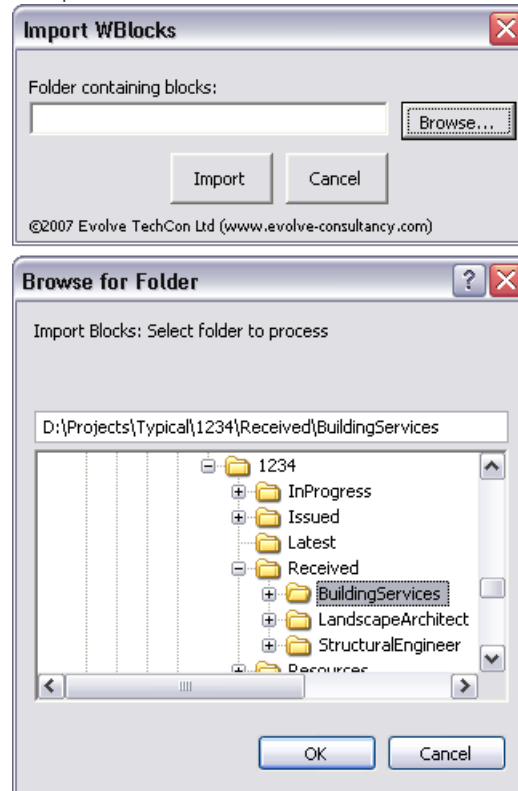 Import WBlocks
Folder containing blocks:
Browse...
Import Cancel
©2007 Evolve TechCon Ltd (www.evolve-consultancy.com)
Browse for Folder
Import Blocks: Select folder to process
D:\Projects\Typical\1234\Received\BuildingServices
1234
InProgress
Issued
Latest
Received
BuildingServices
LandscapeArchitect
StructuralEngineer
Resources
OK Cancel